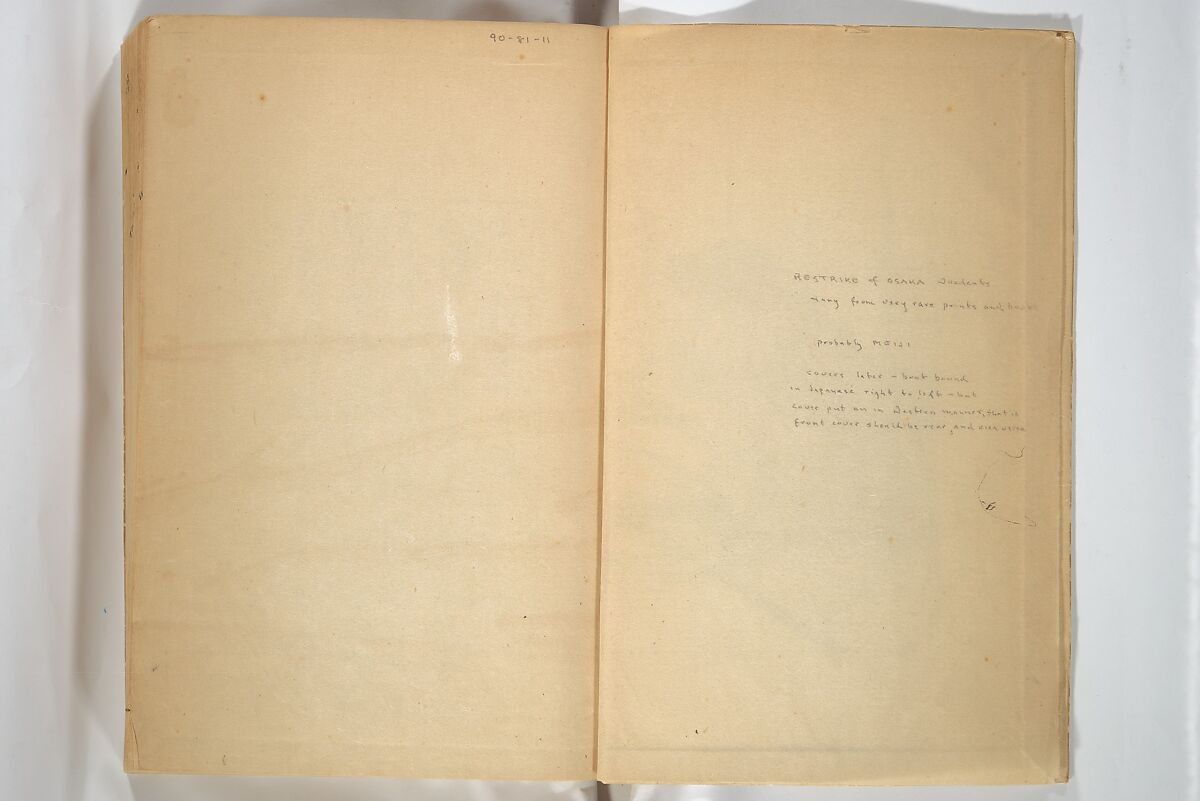 90-81-11
RESTRIKE of OSAKA Woodcuts
many from very rare prints and books
probably MEIJI
covers later - book bound
in Japanese right to left - but
cover put on in Western manner, that is
front cover should be rear, and vice versa